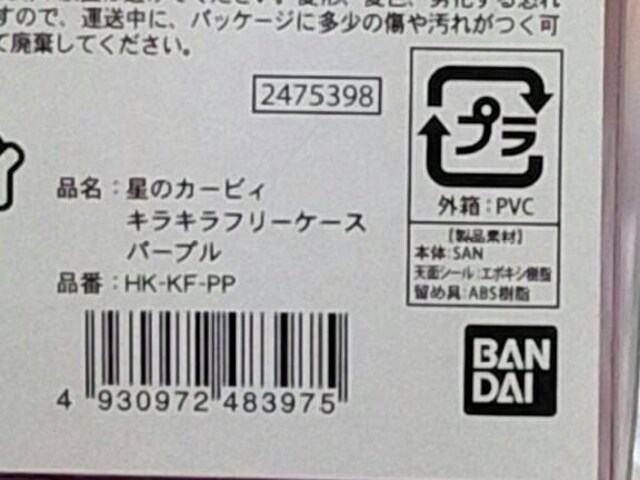 すので、運送中に、パッケージに多少の傷や汚れがつく可
て廃棄してください。
2475398
プラ
外箱:PVC
【製品素材】
本体:SAN
天面シール:エポキシ樹脂
留め具:ABS樹脂
品名:星のカービィ
キラキラフリーケース
パープル
品番:HK-KF-PP
4 930972 483975
BAN
DAI